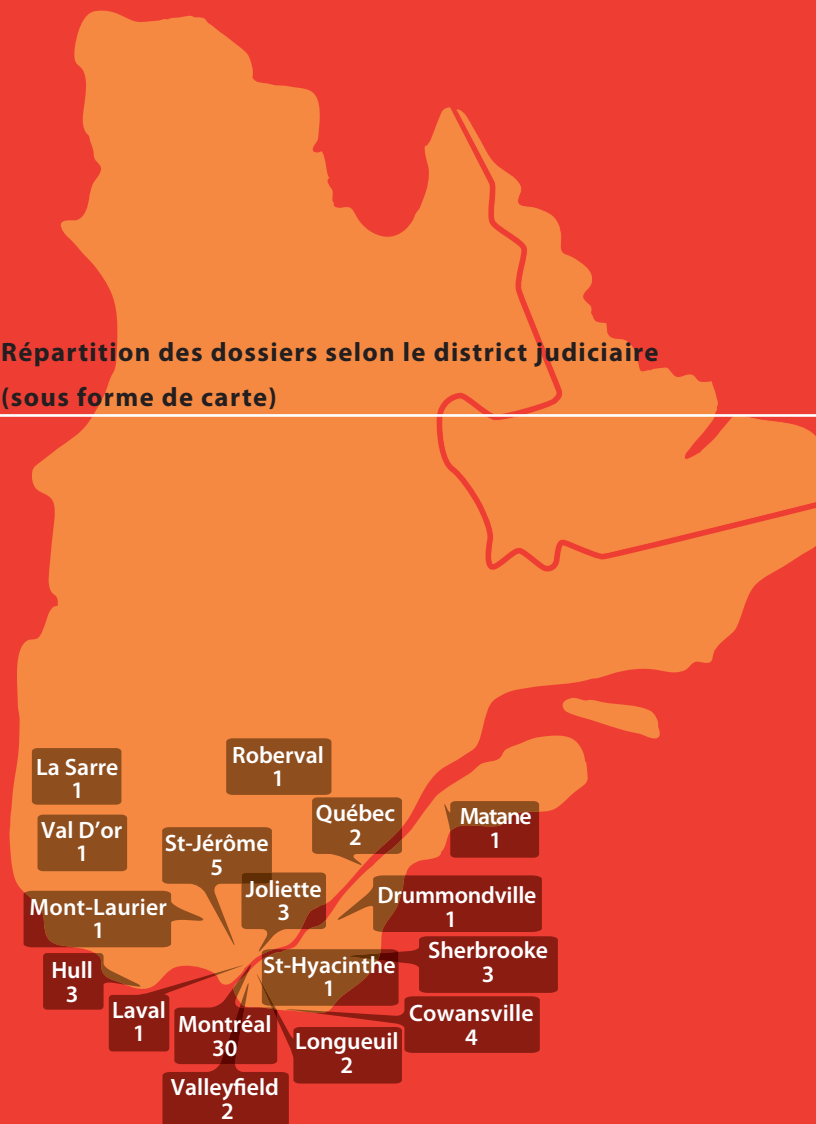 Répartition des dossiers selon le district judiciaire
(sous forme de carte)
La Sarre
1
Roberval
1
Val D'or
1
St-Jérôme
5
Québec
2
Matane
1
Mont-Laurier
1
Joliette
3
Drummondville
1
Hull
3
St-Hyacinthe
1
Sherbrooke
3
Laval
1
Montréal
30
Longueuil
2
Cowansville
4
Valleyfield
2